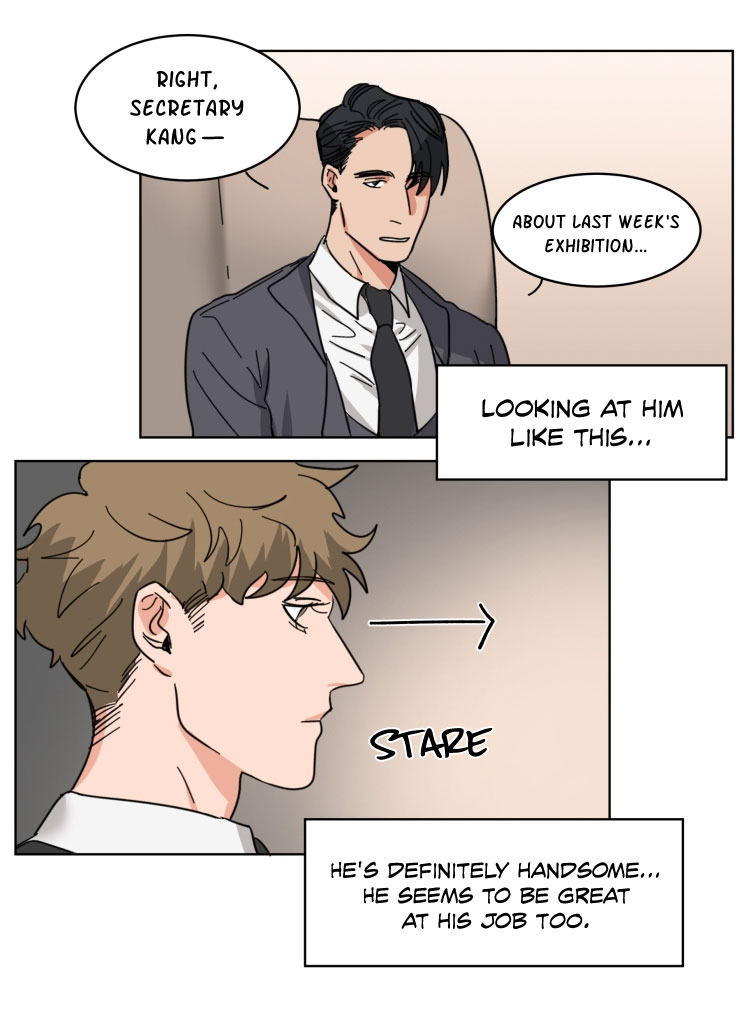 RIGHT,
SECRETARY
KANG—
ABOUT LAST WEEK'S
EXHIBITION...
LOOKING AT HIM
LIKE THIS...
STARE
HE'S DEFINITELY HANDSOME...
HE SEEMS TO BE GREAT
AT HIS JOB TOO.